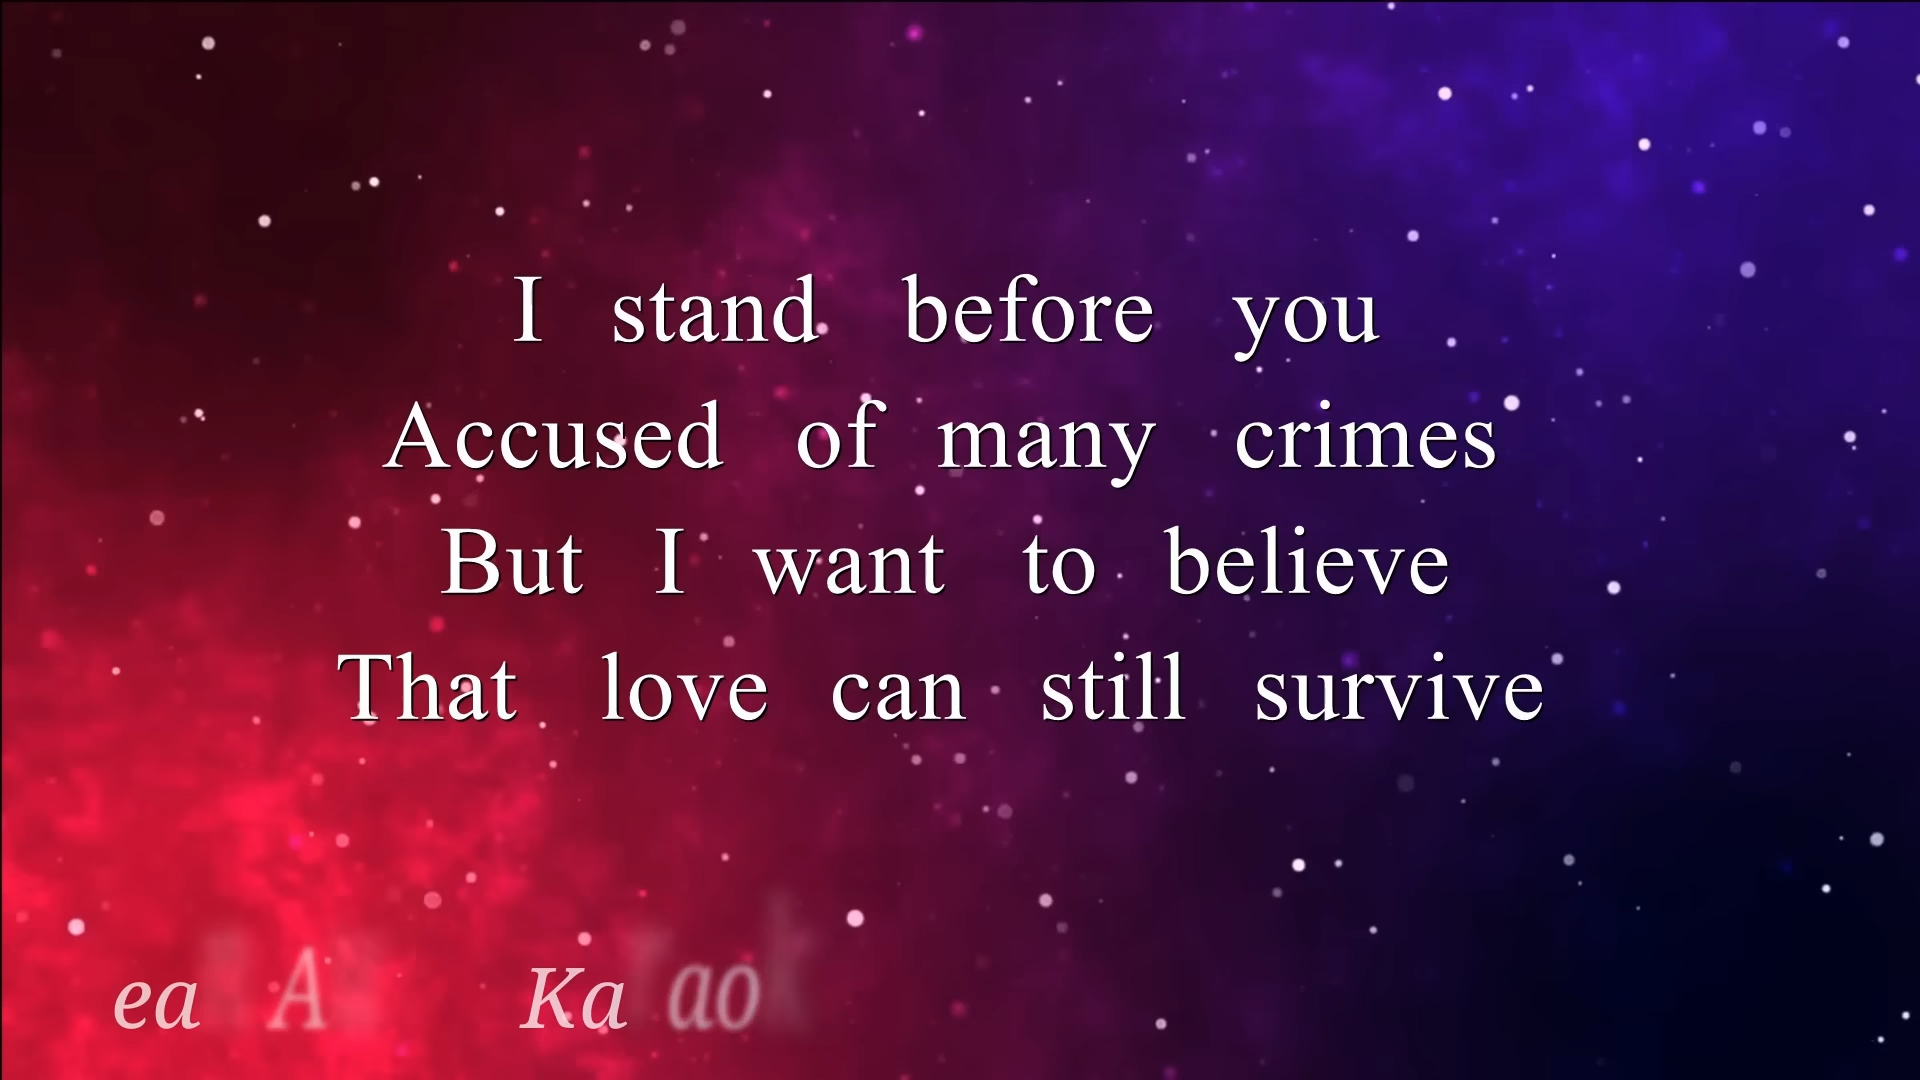 I stand before you
Accused of many crimes
But I want to believe
That love can still survive